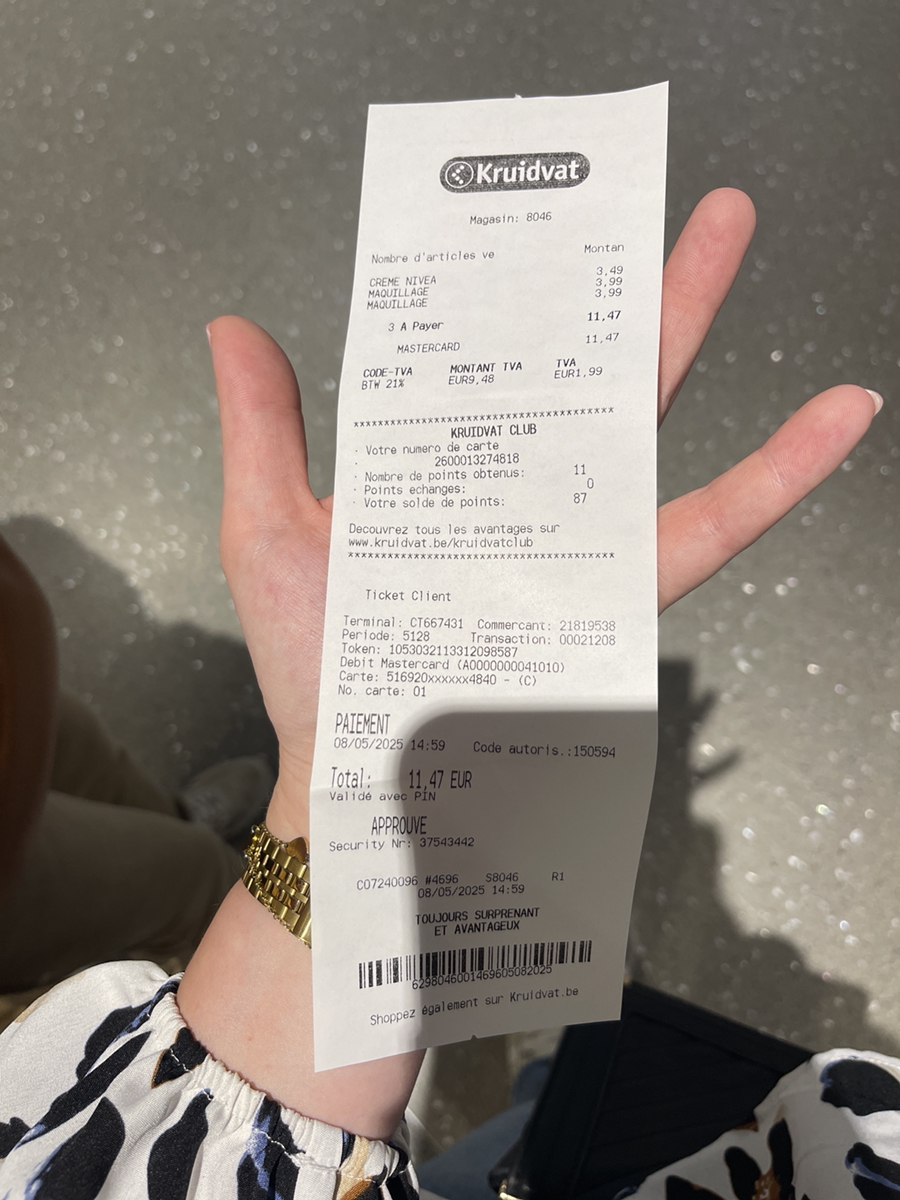 Kruidvat
Magasin: 8046
Nombre d'articles ve Montan
CREME NIVEA 3,49
MAQUILLAGE 3,99
MAQUILLAGE 3,99
3 A Payer 11,47
MASTERCARD 11,47
CODE-TVA MONTANT TVA TVA
BTW 21% EUR9,48 EUR1,99
****************************************
KRUIDVAT CLUB
· Votre numero de carte
· 2600013274818
· Nombre de points obtenus: 11
· Points echanges: 0
· Votre solde de points: 87
Decouvrez tous les avantages sur
www.kruidvat.be/kruidvatclub
****************************************
Ticket Client
Terminal: CT667431 Commercant: 21819538
Periode: 5128 Transaction: 00021208
Token: 1053032113312098587
Debit Mastercard (A0000000041010)
Carte: 516920xxxxxx4840 - (C)
No. carte: 01
PAIEMENT
08/05/2025 14:59 Code autoris.:150594
Total: 11,47 EUR
Validé avec PIN
APPROUVE
Security Nr: 37543442
C07240096 #4696 S8046 R1
08/05/2025 14:59
TOUJOURS SURPRENANT
ET AVANTAGEUX
6298046001469605082025
Shoppez également sur Kruidvat.be